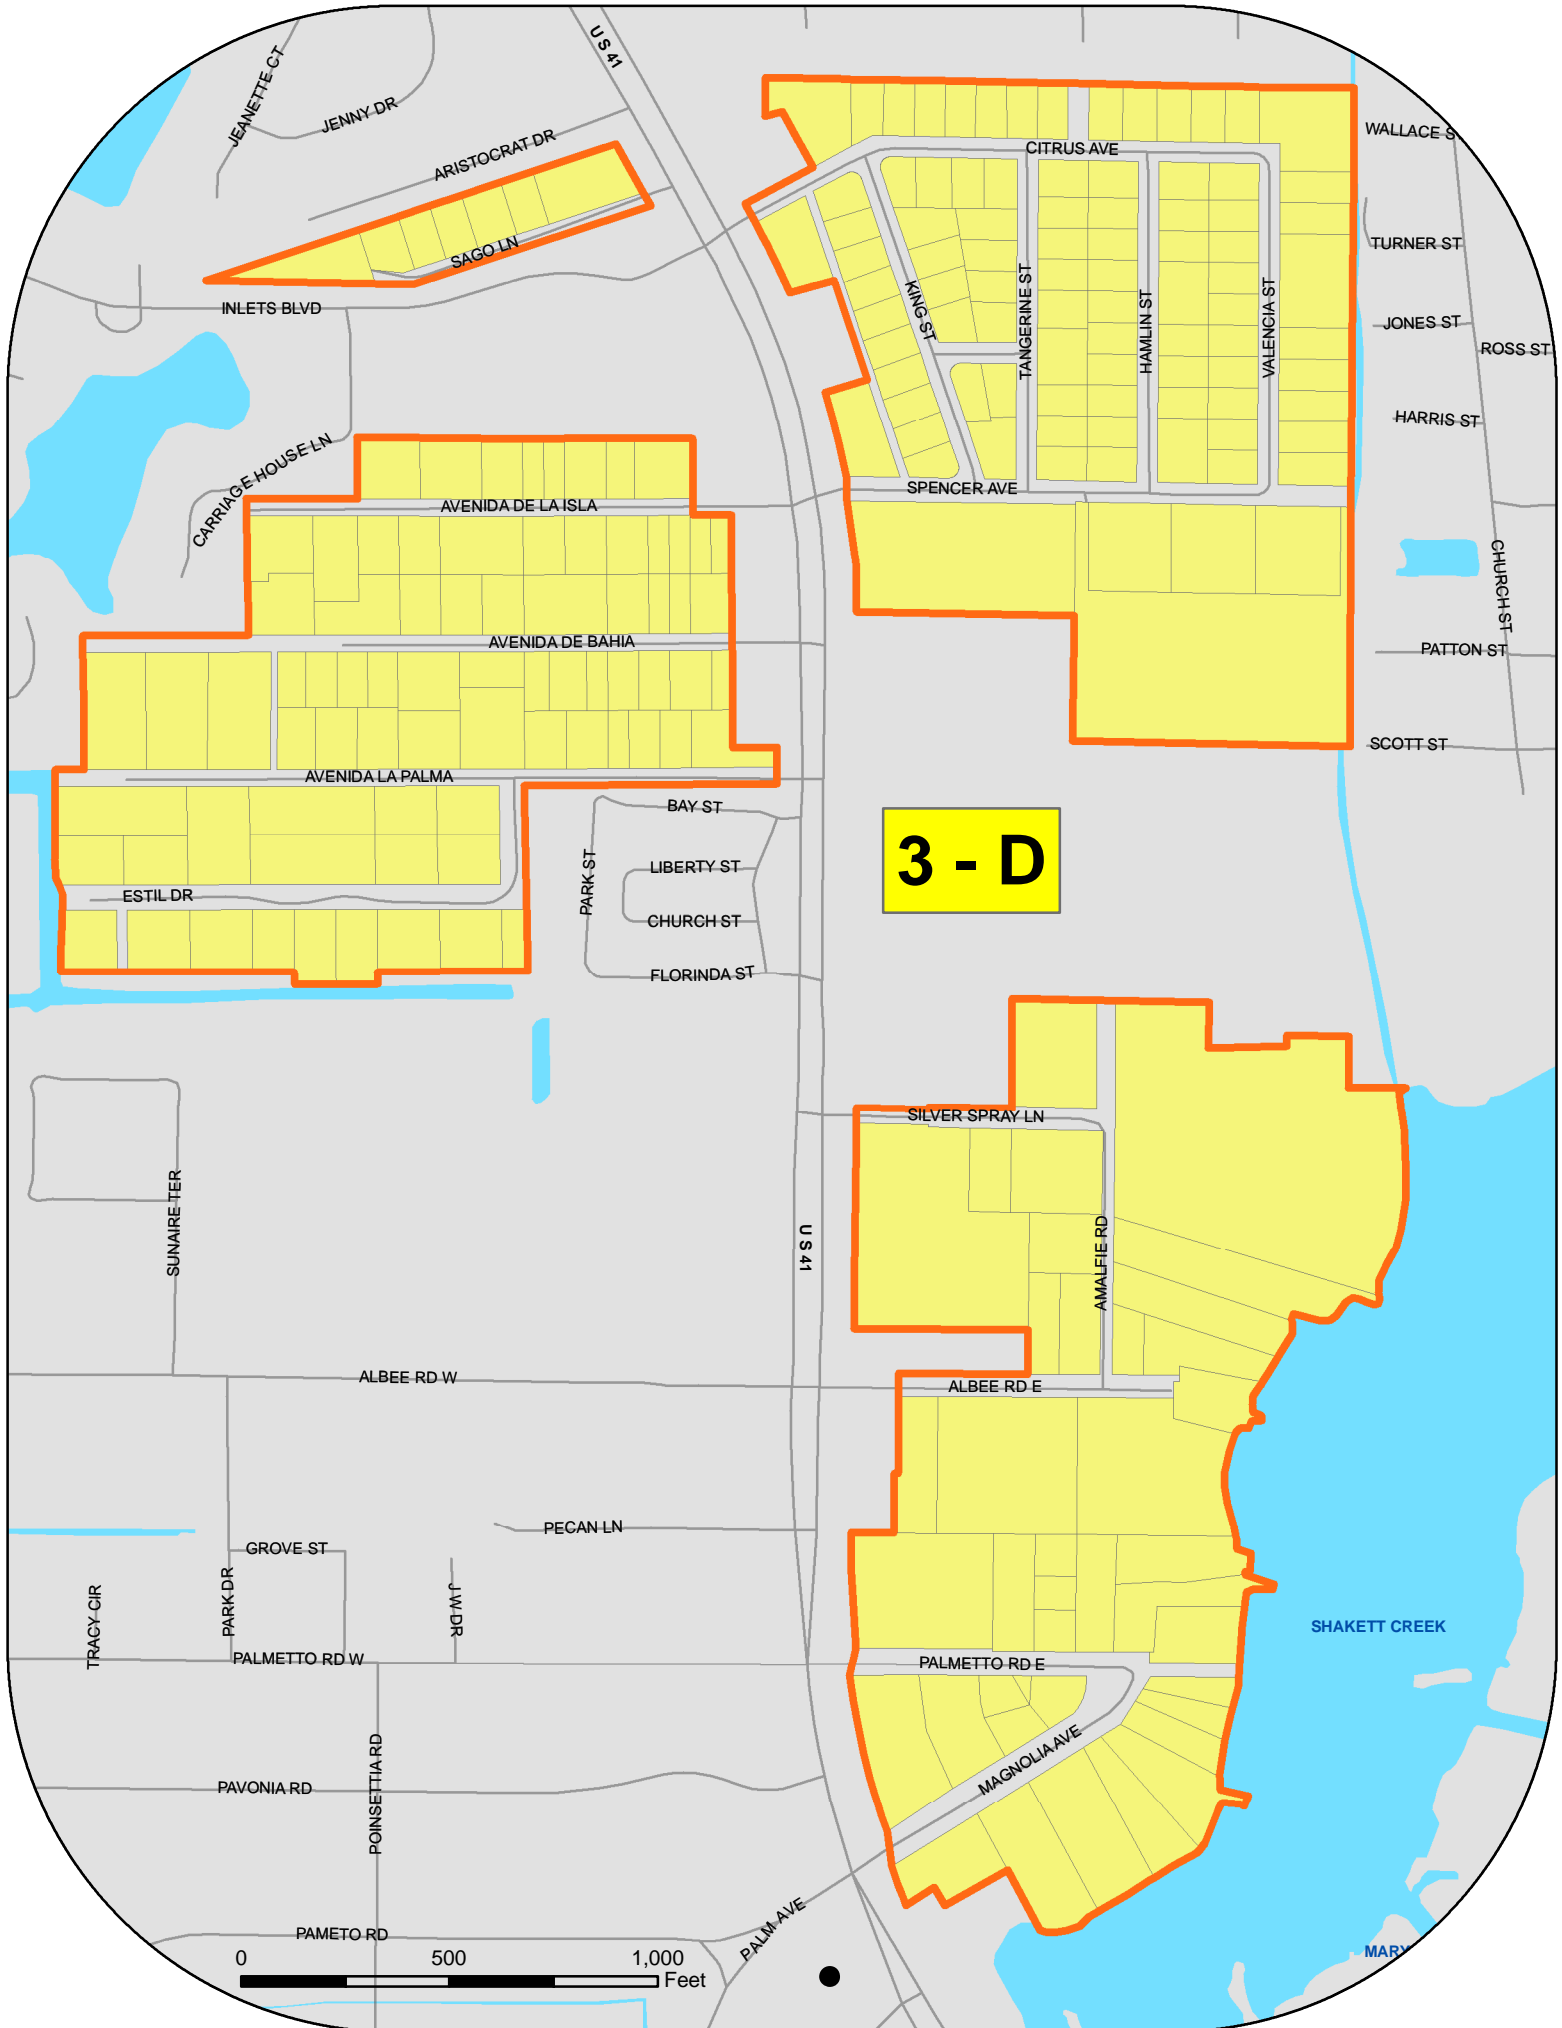 U S 41
JEANETTE CT
JENNY DR
ARISTOCRAT DR
WALLACE S
CITRUS AVE
SAGO LN
TURNER ST
INLETS BLVD
KING ST
TANGERINE ST
HAMLIN ST
VALENCIA ST
JONES ST
ROSS ST
HARRIS ST
CARRIAGE HOUSE LN
AVENIDA DE LA ISLA
SPENCER AVE
CHURCH ST
AVENIDA DE BAHIA
PATTON ST
SCOTT ST
AVENIDA LA PALMA
BAY ST
3 - D
PARK ST
LIBERTY ST
ESTIL DR
CHURCH ST
FLORINDA ST
SILVER SPRAY LN
SUNAIRE TER
U S 41
AMALFIE RD
ALBEE RD W
ALBEE RD E
PECAN LN
GROVE ST
TRACY CIR
PARK DR
J W DR
SHAKETT CREEK
PALMETTO RD W
PALMETTO RD E
MAGNOLIA AVE
POINSETTIA RD
PAVONIA RD
PALM AVE
PAMETO RD
MARY
0 500 1,000
Feet